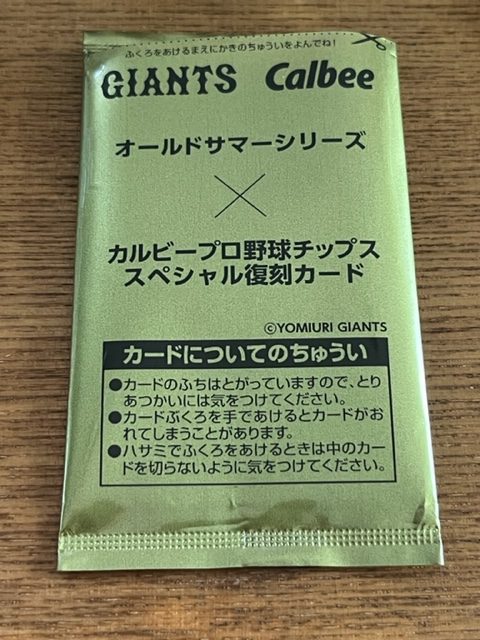 ふくろをあけるまえにかきのちゅういをよんでね!
GIANTS Calbee
オールドサマーシリーズ
×
カルビープロ野球チップス
スペシャル復刻カード
©YOMIURI GIANTS
カードについてのちゅうい
●カードのふちはとがっていますので、とり
あつかいには気をつけてください。
●カードぶくろを手であけるとカードがお
れてしまうことがあります。
●ハサミでふくろをあけるときは中のカー
ドを切らないように気をつけてください。